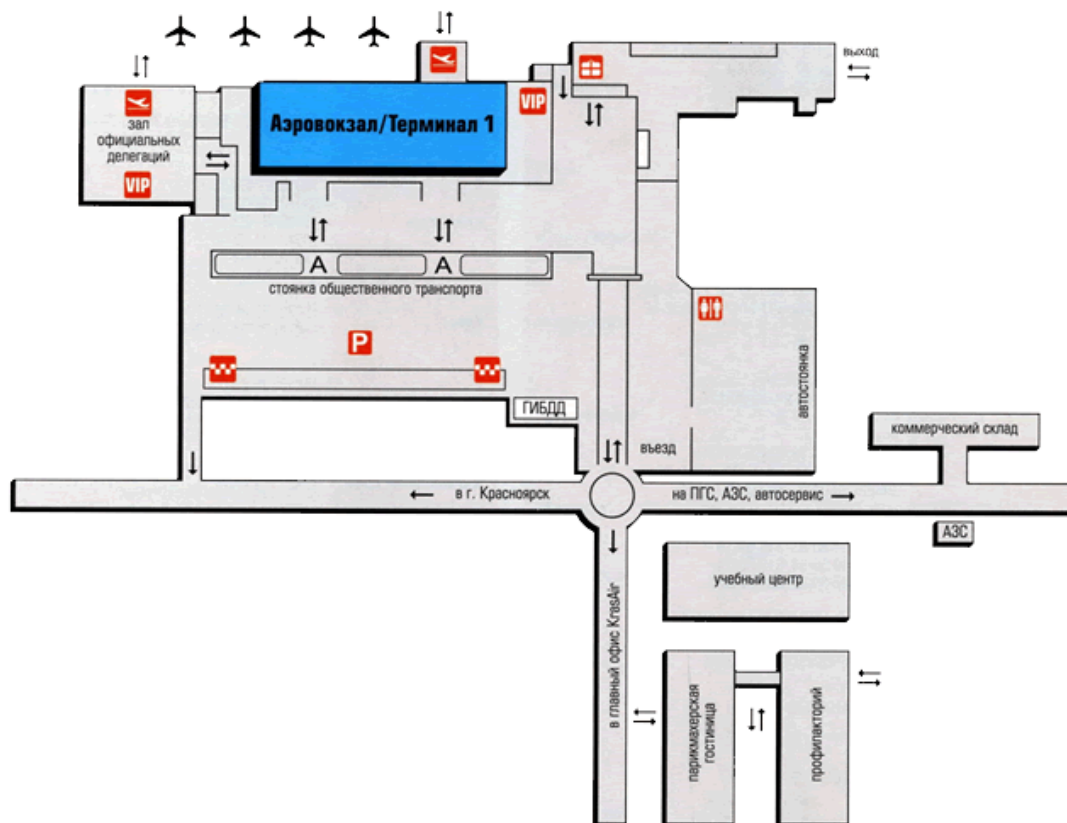 выход
VIP
Аэровокзал/Терминал 1
зал
официальных
делегаций
VIP
А
А
стоянка общественного транспорта
P
автостоянка
ГИБДД
въезд
коммерческий склад
в г. Красноярск
на ПГС, АЗС, автосервис
АЗС
учебный центр
в главный офис KrasAir
парикмахерская
гостиница
профилакторий